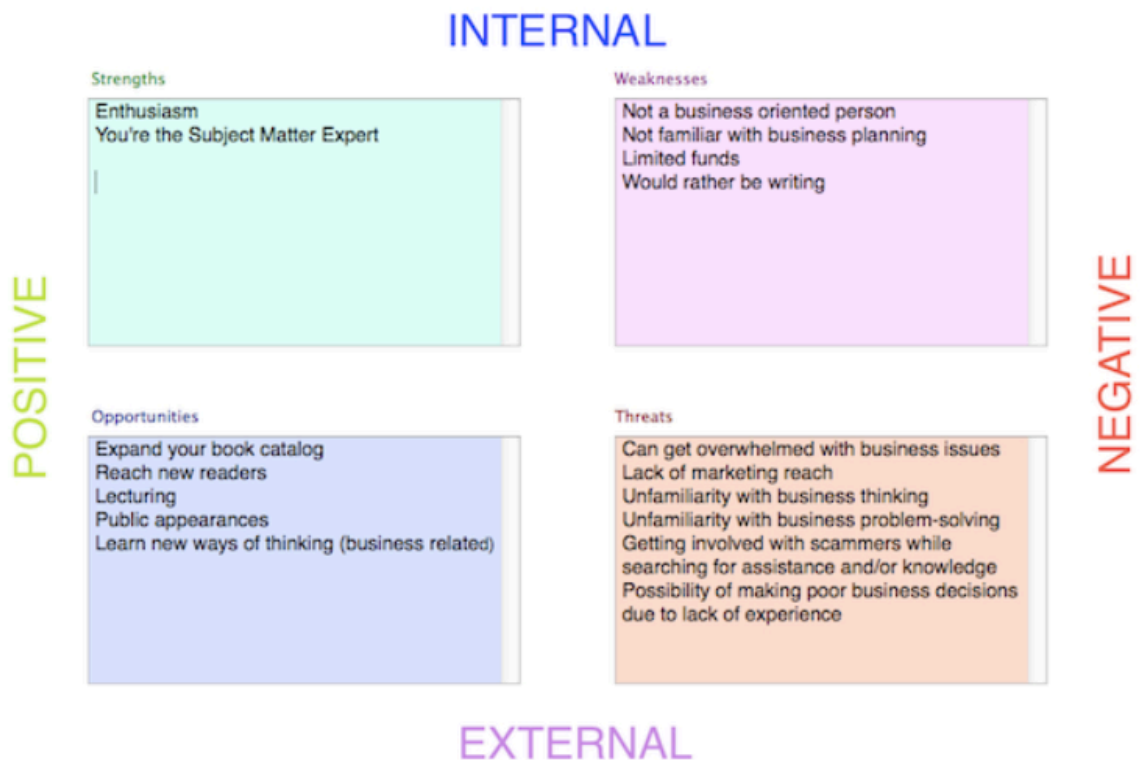 INTERNAL
Strengths
Enthusiasm
You're the Subject Matter Expert
Weaknesses
Not a business oriented person
Not familiar with business planning
Limited funds
Would rather be writing
POSITIVE
NEGATIVE
Opportunities
Expand your book catalog
Reach new readers
Lecturing
Public appearances
Learn new ways of thinking (business related)
Threats
Can get overwhelmed with business issues
Lack of marketing reach
Unfamiliarity with business thinking
Unfamiliarity with business problem-solving
Getting involved with scammers while
searching for assistance and/or knowledge
Possibility of making poor business decisions
due to lack of experience
EXTERNAL